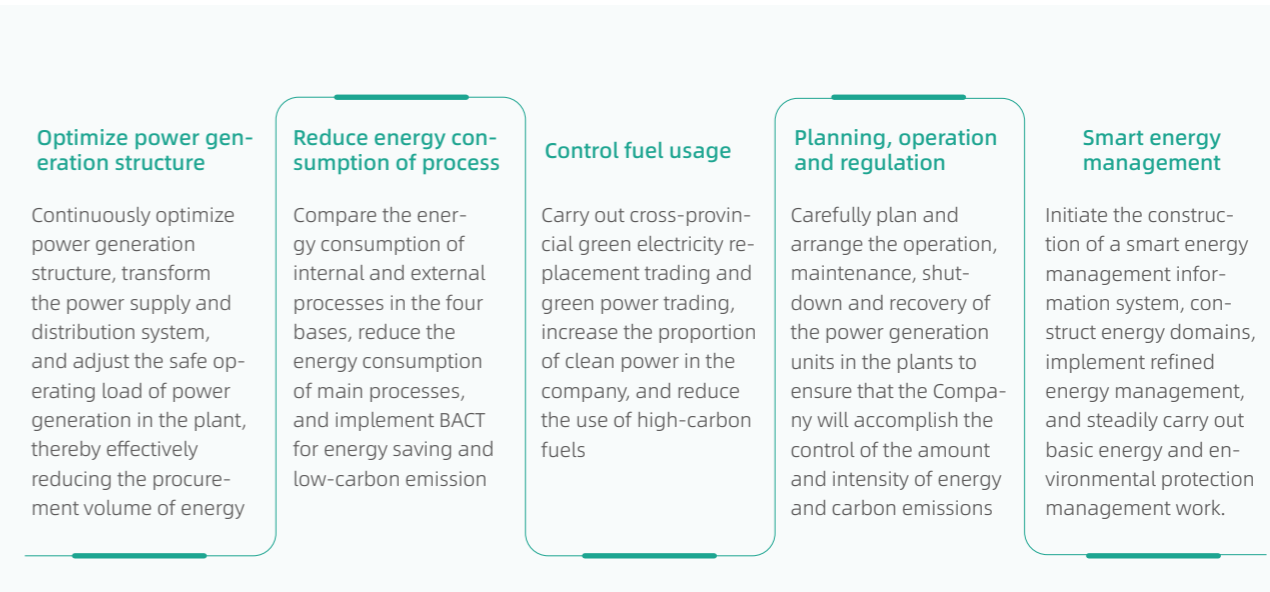 Optimize power gen-
eration structure
Continuously optimize
power generation
structure, transform
the power supply and
distribution system,
and adjust the safe op-
erating load of power
generation in the plant,
thereby effectively
reducing the procure-
ment volume of energy
Reduce energy con-
sumption of process
Compare the ener-
gy consumption of
internal and external
processes in the four
bases, reduce the
energy consumption
of main processes,
and implement BACT
for energy saving and
low-carbon emission
Control fuel usage
Carry out cross-provin-
cial green electricity re-
placement trading and
green power trading,
increase the proportion
of clean power in the
company, and reduce
the use of high-carbon
fuels
Planning, operation
and regulation
Carefully plan and
arrange the operation,
maintenance, shut-
down and recovery of
the power generation
units in the plants to
ensure that the Compa-
ny will accomplish the
control of the amount
and intensity of energy
and carbon emissions
Smart energy
management
Initiate the construc-
tion of a smart energy
management infor-
mation system, con-
struct energy domains,
implement refined
energy management,
and steadily carry out
basic energy and en-
vironmental protection
management work.